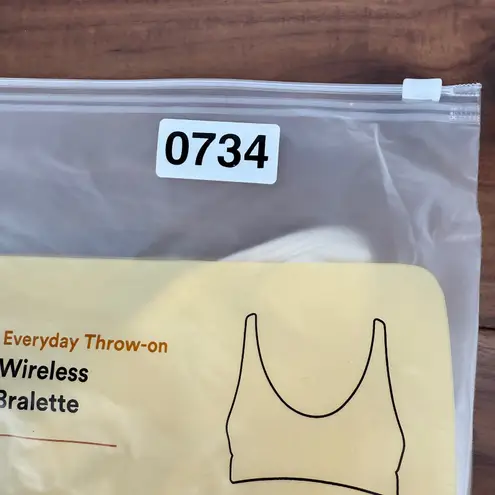 0734
Everyday Throw-on
Wireless
Bralette